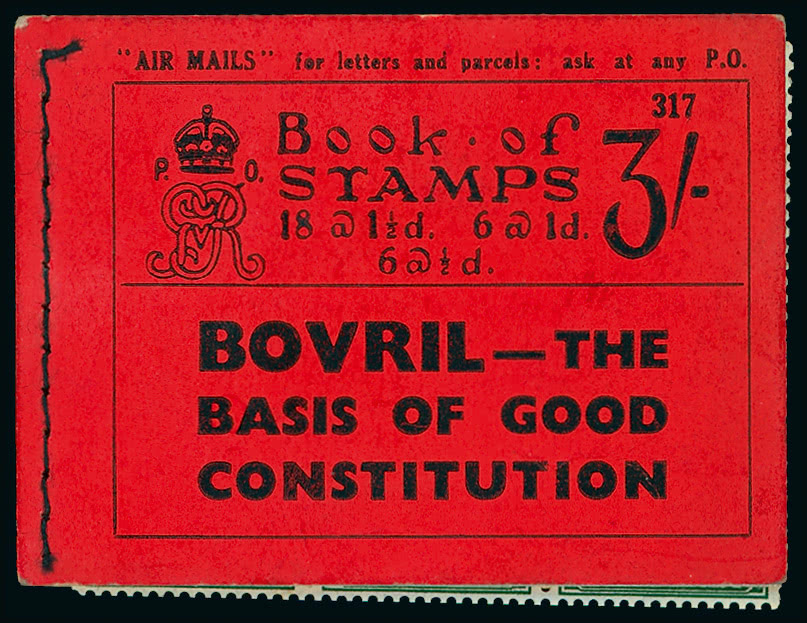 "AIR MAILS" for letters and parcels: ask at any P.O.
317
Book · of
STAMPS
3/-
P. O.
GvR
18 @ 1½d. 6 @ 1d.
6 @ ½d.
BOVRIL—THE
BASIS OF GOOD
CONSTITUTION